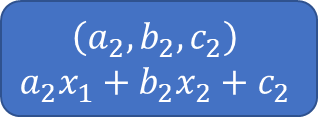 (a₂, b₂, c₂)
a₂x₁ + b₂x₂ + c₂